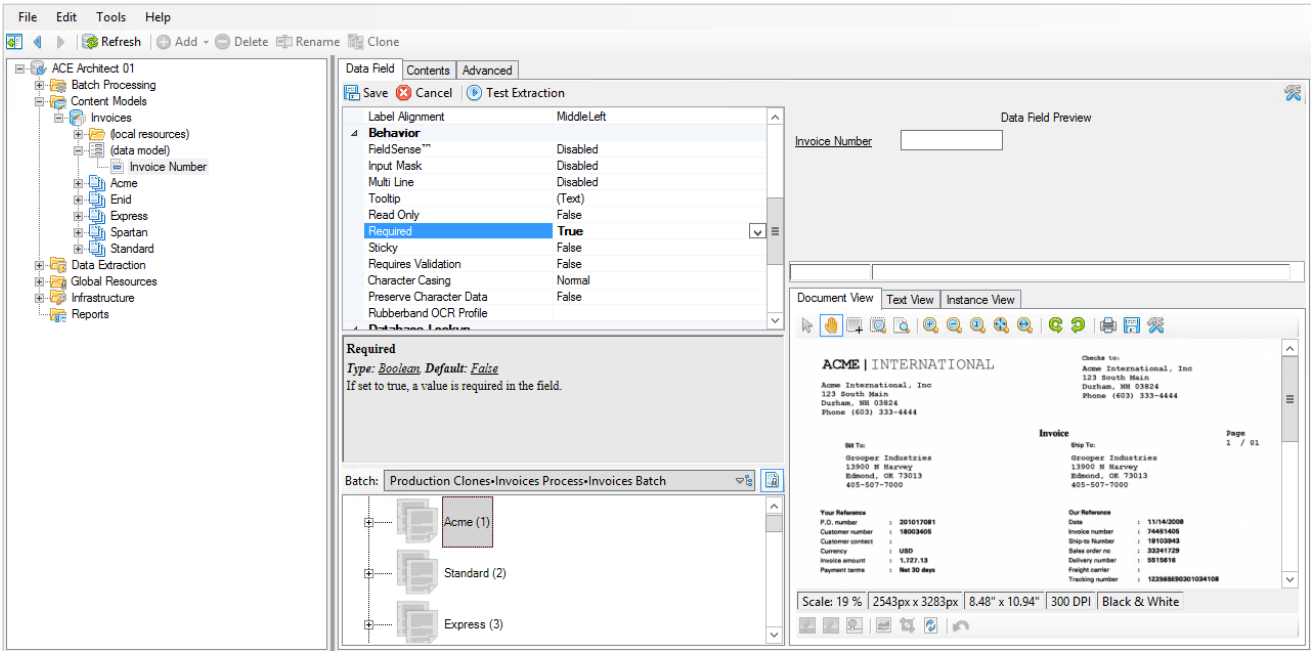 File Edit Tools Help
Refresh Add Delete Rename Clone
ACE Architect 01
Batch Processing
Content Models
Invoices
(local resources)
(data model)
Invoice Number
Acme
Enid
Express
Spartan
Standard
Data Extraction
Global Resources
Infrastructure
Reports
Data Field Contents Advanced
Save Cancel Test Extraction
Label Alignment MiddleLeft
Behavior
FieldSense™ Disabled
Input Mask Disabled
Multi Line Disabled
Tooltip (Text)
Read Only False
Required True
Sticky False
Requires Validation False
Character Casing Normal
Preserve Character Data False
Rubberband OCR Profile
Database Lookup
Required
Type: Boolean, Default: False
If set to true, a value is required in the field.
Batch: Production Clones•Invoices Process•Invoices Batch
Acme (1)
Standard (2)
Express (3)
Data Field Preview
Invoice Number
Document View Text View Instance View
ACME | INTERNATIONAL
Acme International, Inc
123 South Main
Durham, NH 03824
Phone (603) 333-4444
Checks to:
Acme International, Inc
123 South Main
Durham, NH 03824
Phone (603) 333-4444
Invoice
Page
1 / 01
Bill To:
Grooper Industries
13900 N Harvey
Edmond, OK 73013
405-507-7000
Ship To:
Grooper Industries
13900 N Harvey
Edmond, OK 73013
405-507-7000
Your Reference
P.O. number : 201017081
Customer number : 18003405
Customer contact :
Currency : USD
Invoice amount : 1,727.13
Payment terms : Net 30 days
Our Reference
Date : 11/14/2008
Invoice number : 74461405
Ship-to Number : 18103943
Sales order no : 33241729
Delivery number : 5515616
Freight carrier :
Tracking number :
Scale: 19 % 2543px x 3283px 8.48" x 10.94" 300 DPI Black & White